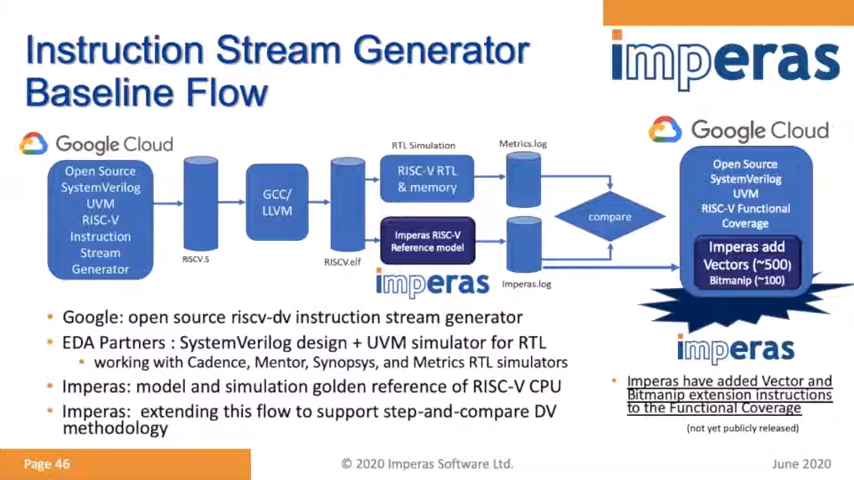 Instruction Stream Generator
Baseline Flow
imperas
Google Cloud
Open Source
SystemVerilog
UVM
RISC-V
Instruction
Stream
Generator
RISCV.S
GCC/
LLVM
RISCV.elf
RTL Simulation
RISC-V RTL
& memory
Imperas RISC-V
Reference model
imperas
Metrics.log
Imperas.log
compare
Google Cloud
Open Source
SystemVerilog
UVM
RISC-V Functional
Coverage
Imperas add
Vectors (~500)
Bitmanip (~100)
imperas
• Google: open source riscv-dv instruction stream generator
• EDA Partners : SystemVerilog design + UVM simulator for RTL
• working with Cadence, Mentor, Synopsys, and Metrics RTL simulators
• Imperas: model and simulation golden reference of RISC-V CPU
• Imperas: extending this flow to support step-and-compare DV
methodology
• Imperas have added Vector and
Bitmanip extension instructions
to the Functional Coverage
(not yet publicly released)
Page 46
© 2020 Imperas Software Ltd.
June 2020